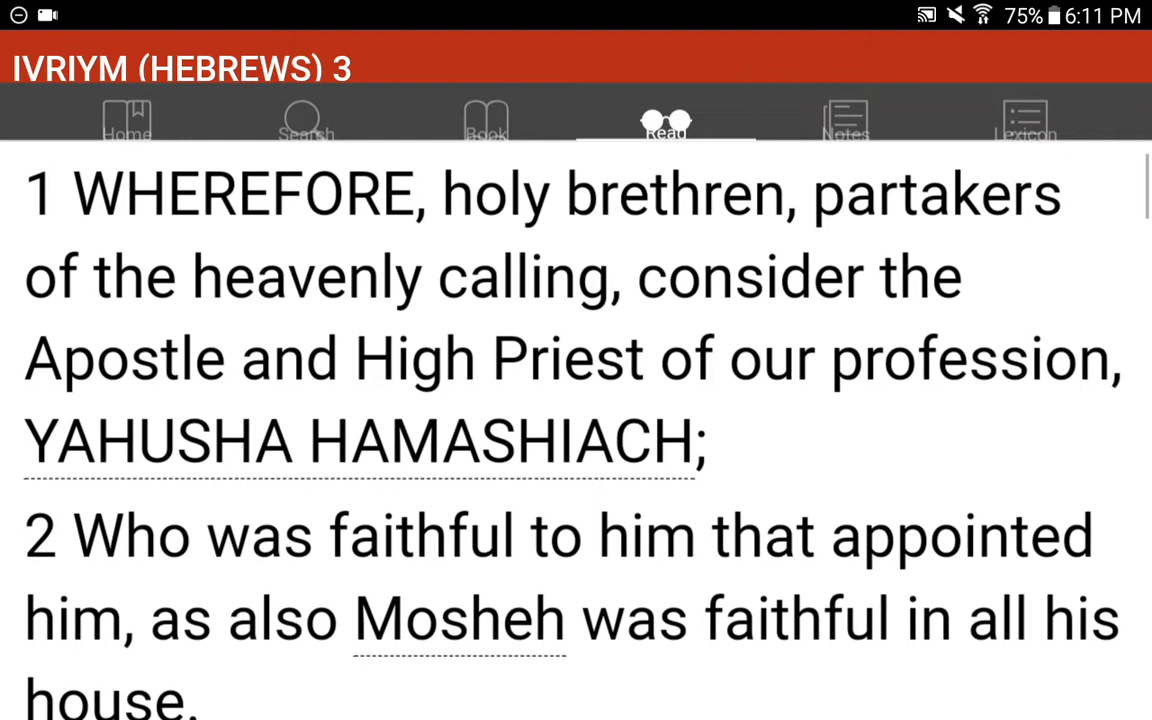 75% 6:11 PM
IVRIYM (HEBREWS) 3
Home Search Book Read Notes Lexicon
1 WHEREFORE, holy brethren, partakers
of the heavenly calling, consider the
Apostle and High Priest of our profession,
YAHUSHA HAMASHIACH;
2 Who was faithful to him that appointed
him, as also Mosheh was faithful in all his
house.